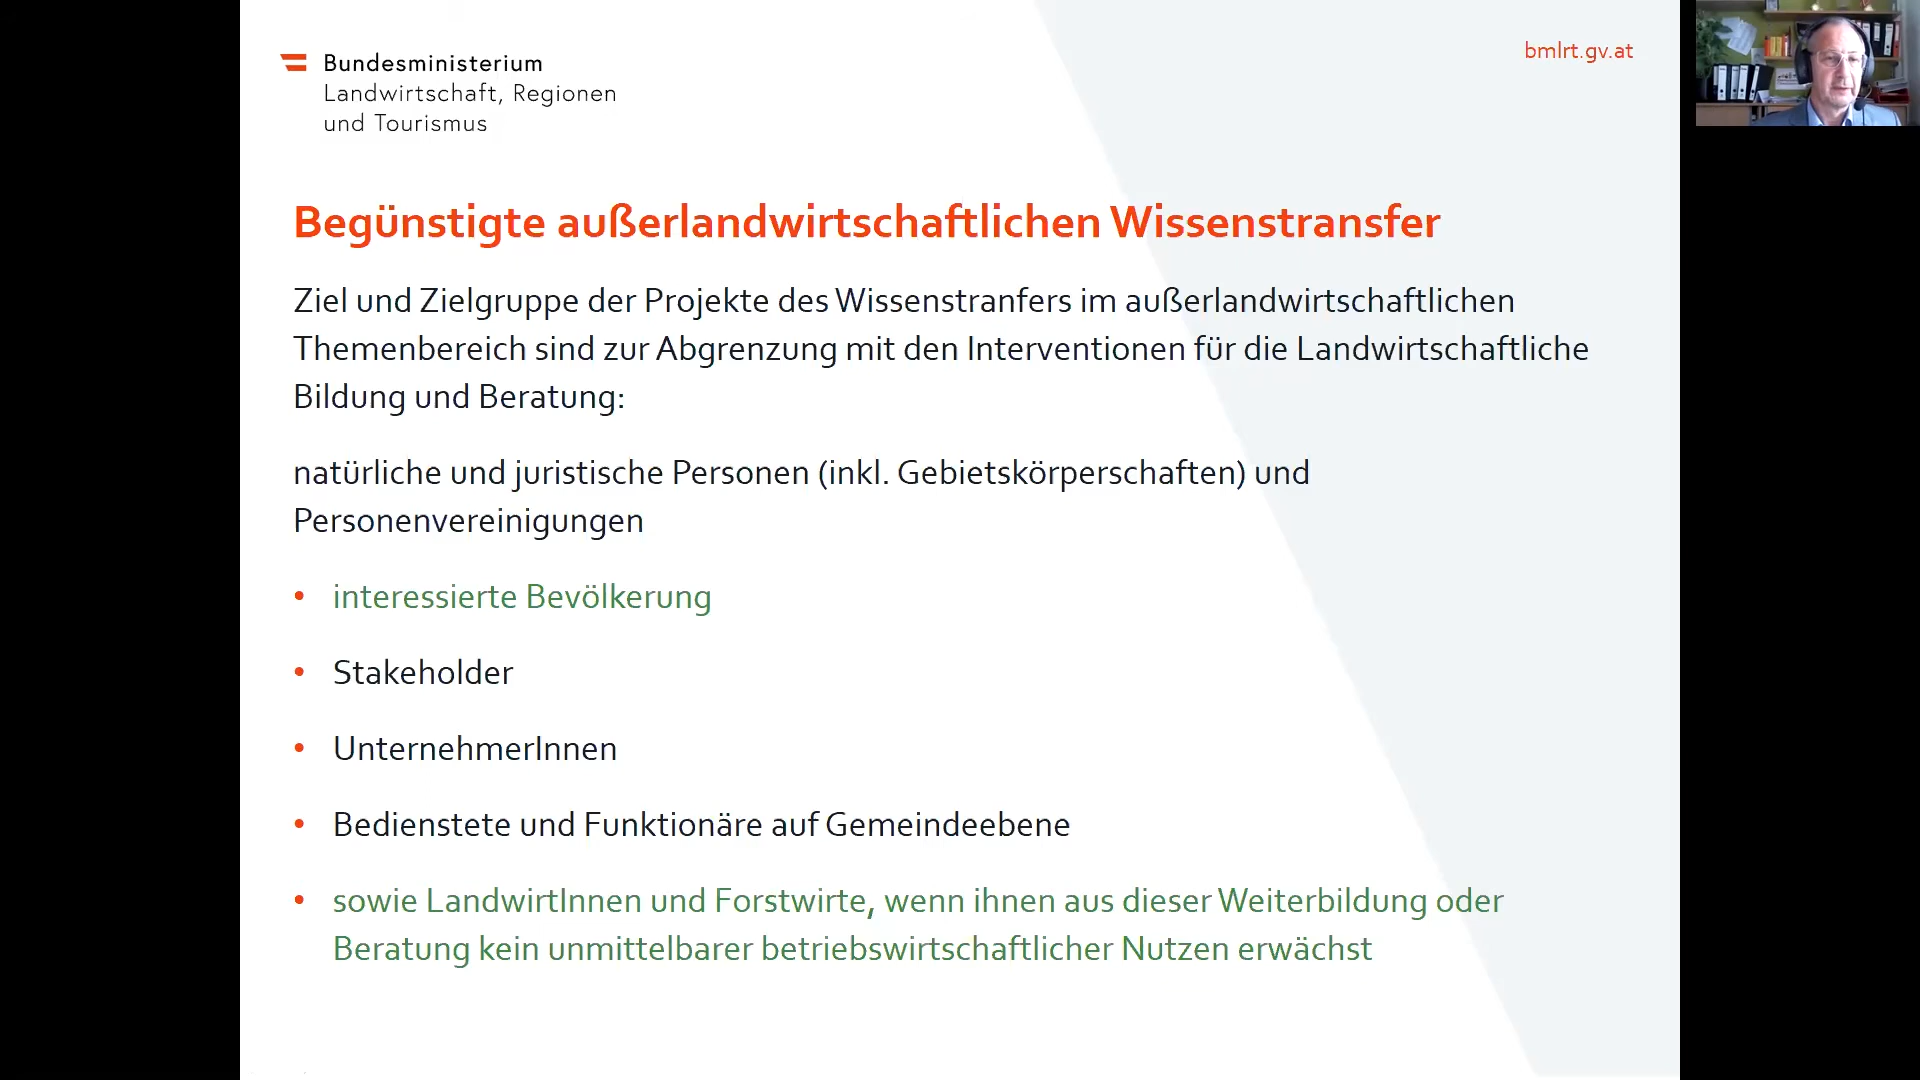 Bundesministerium
Landwirtschaft, Regionen
und Tourismus
bmlrt.gv.at
Begünstigte außerlandwirtschaftlichen Wissenstransfer
Ziel und Zielgruppe der Projekte des Wissenstranfers im außerlandwirtschaftlichen
Themenbereich sind zur Abgrenzung mit den Interventionen für die Landwirtschaftliche
Bildung und Beratung:
natürliche und juristische Personen (inkl. Gebietskörperschaften) und
Personenvereinigungen
• interessierte Bevölkerung
• Stakeholder
• UnternehmerInnen
• Bedienstete und Funktionäre auf Gemeindeebene
• sowie LandwirtInnen und Forstwirte, wenn ihnen aus dieser Weiterbildung oder
Beratung kein unmittelbarer betriebswirtschaftlicher Nutzen erwächst